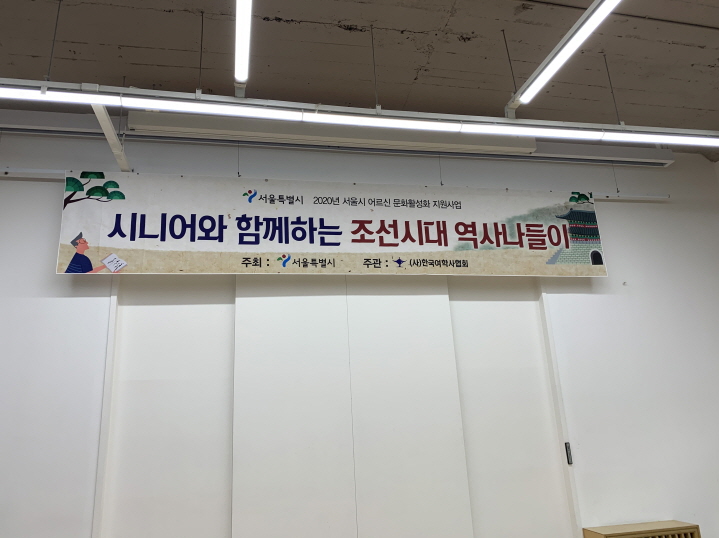 서울특별시 2020년 서울시 어르신 문화활성화 지원사업
시니어와 함께하는 조선시대 역사나들이
주최 : 서울특별시 주관 : (사)한국여학사협회